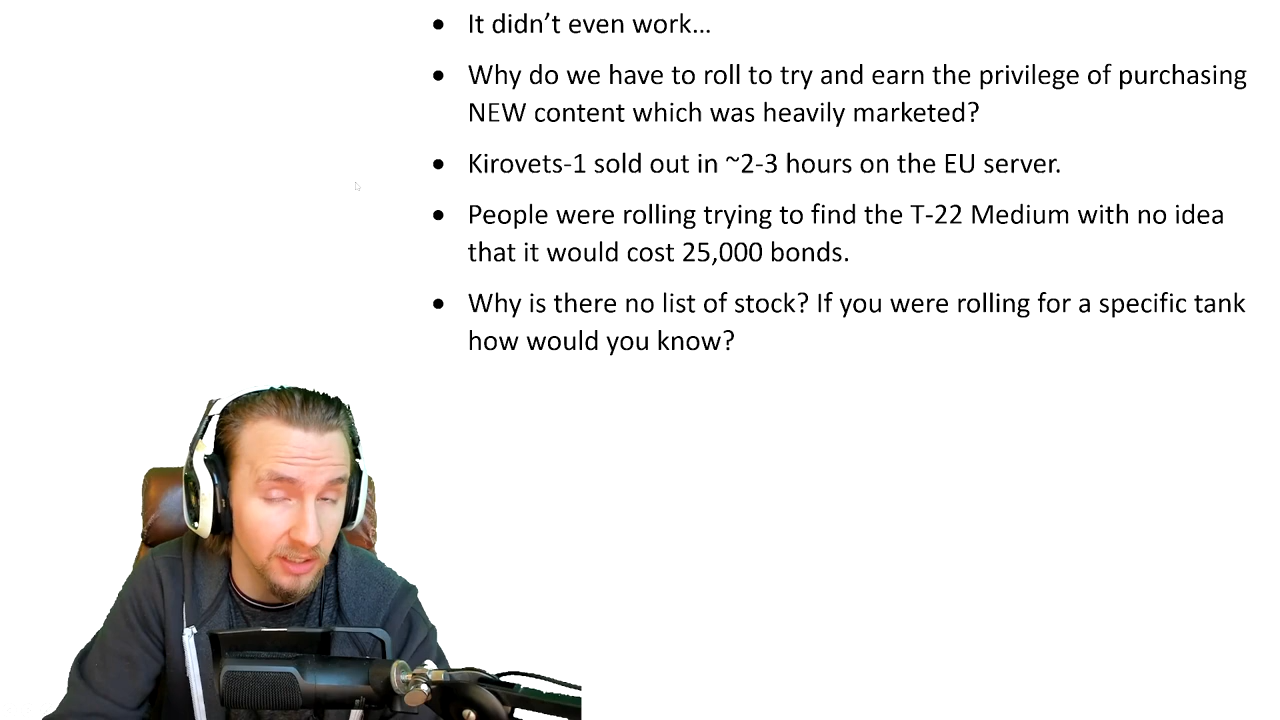 • It didn’t even work…
• Why do we have to roll to try and earn the privilege of purchasing
NEW content which was heavily marketed?
• Kirovets-1 sold out in ~2-3 hours on the EU server.
• People were rolling trying to find the T-22 Medium with no idea
that it would cost 25,000 bonds.
• Why is there no list of stock? If you were rolling for a specific tank
how would you know?